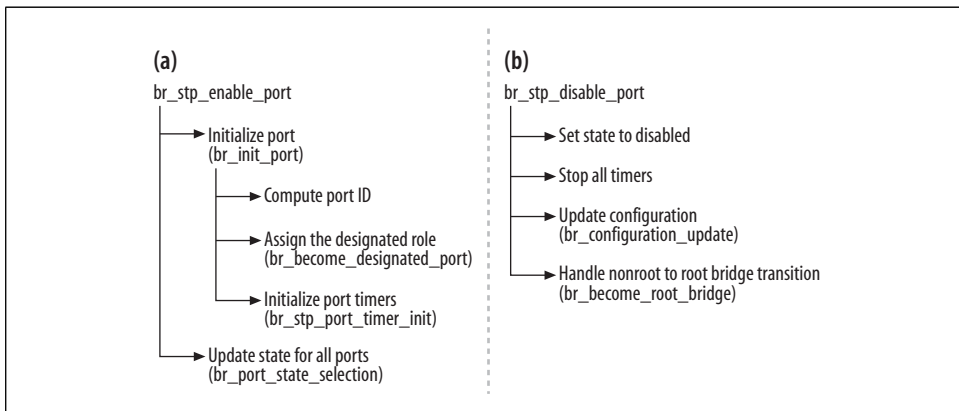 (a)
br_stp_enable_port
Initialize port
(br_init_port)
Compute port ID
Assign the designated role
(br_become_designated_port)
Initialize port timers
(br_stp_port_timer_init)
Update state for all ports
(br_port_state_selection)
(b)
br_stp_disable_port
Set state to disabled
Stop all timers
Update configuration
(br_configuration_update)
Handle nonroot to root bridge transition
(br_become_root_bridge)